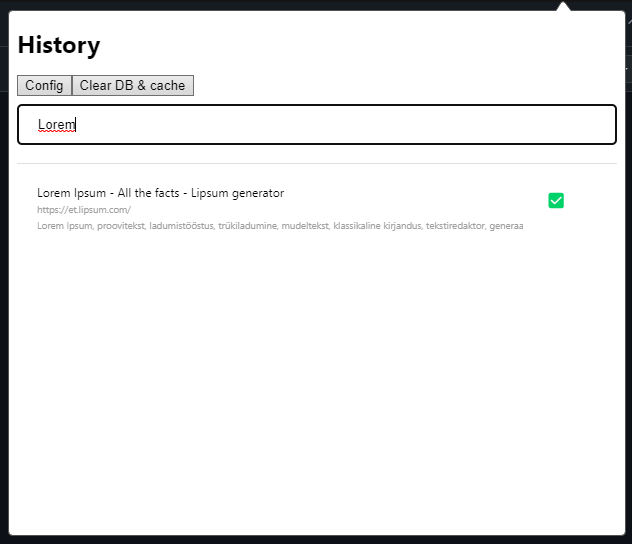 History
Config
Clear DB & cache
Lorem
Lorem Ipsum - All the facts - Lipsum generator
https://et.lipsum.com/
Lorem Ipsum, proovitekst, ladumistööstus, trükiladumine, mudeltekst, klassikaline kirjandus, tekstiredaktor, generaa